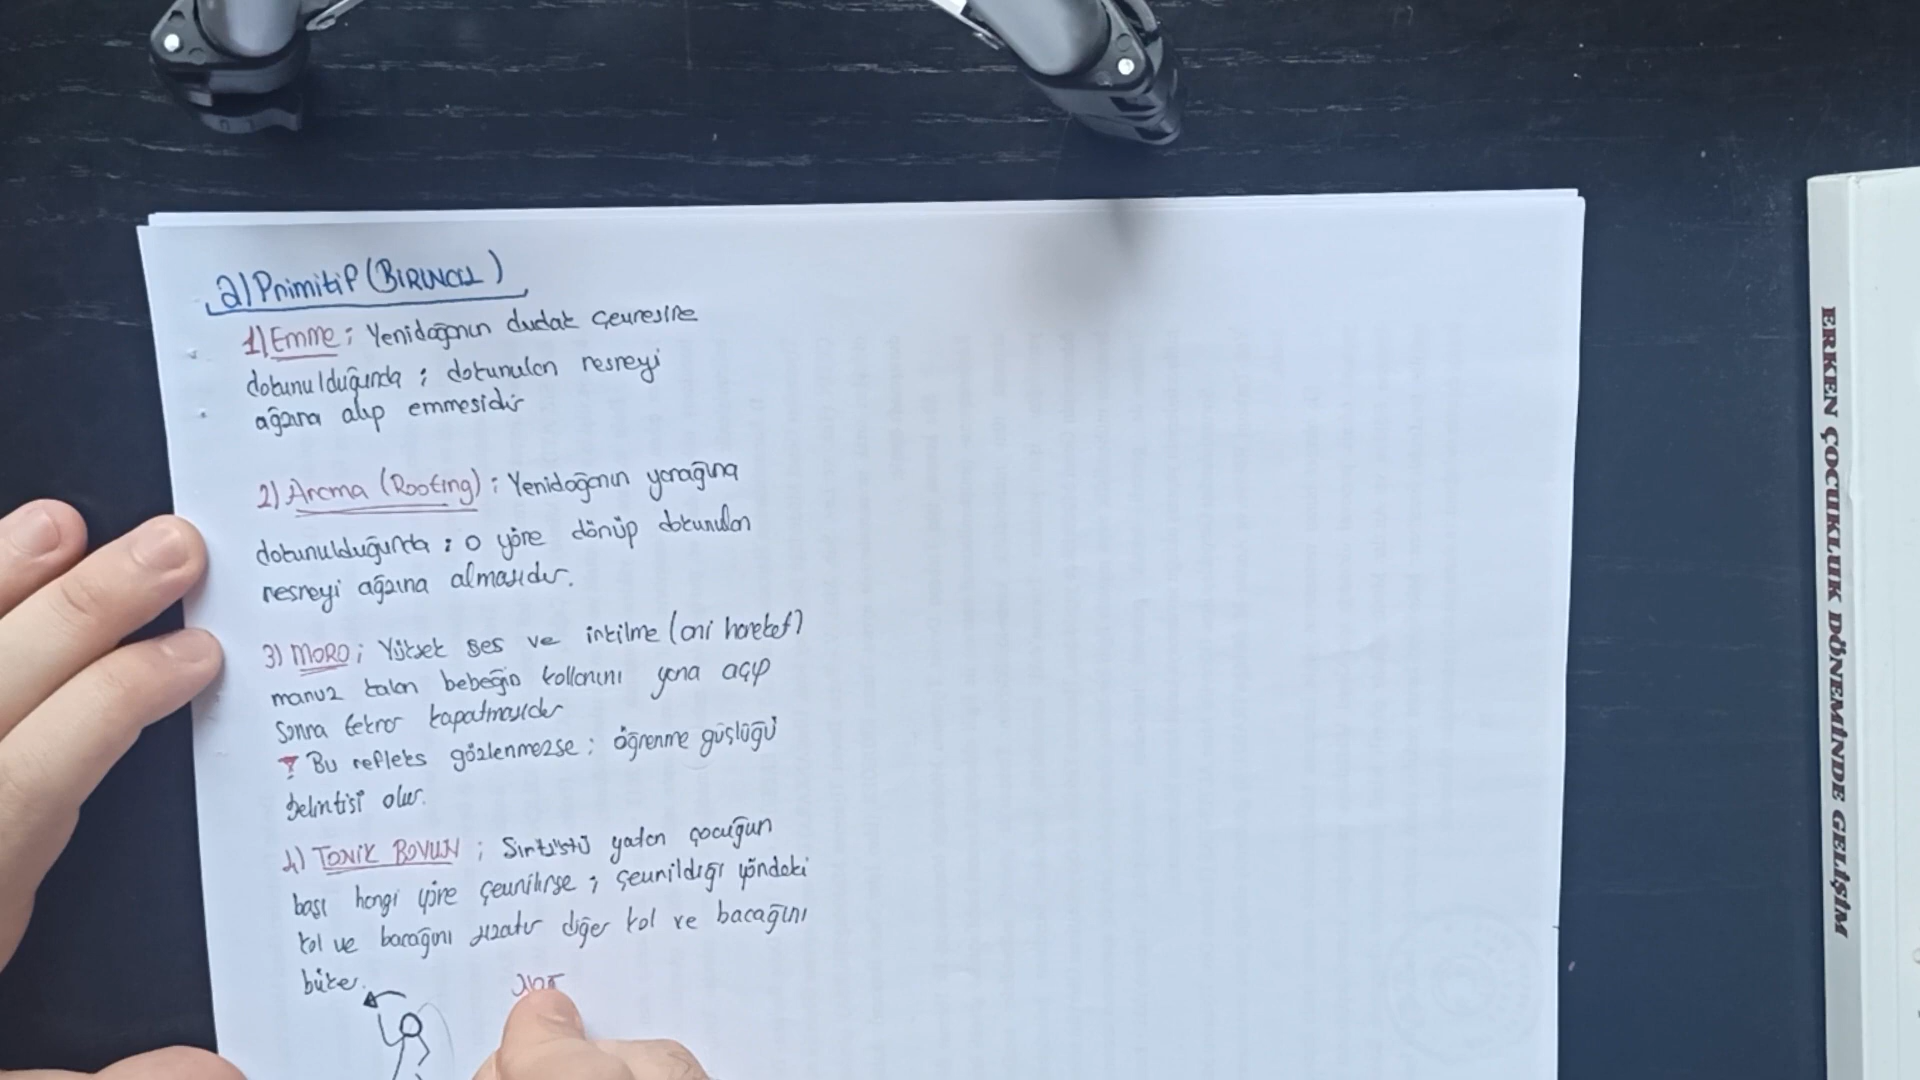 a) Primitif (BİRİNCİL)
1) Emme ; Yenidoğanın dudak çevresine
dokunulduğunda ; dokunulan nesneyi
ağzına alıp emmesidir
2) Arama (Rooting) ; Yenidoğanın yanağına
dokunulduğunda ; o yöne dönüp dokunulan
nesneyi ağzına almasıdır.
3) MORO ; Yüksek ses ve irkilme (ani hareket)
maruz kalan bebeğin kollarını yana açıp
sonra tekrar kapatmasıdır
! Bu refleks gözlenmezse ; öğrenme güçlüğü
belirtisi olur.
4) TONİK BOYUN ; Sırtüstü yatan çocuğun
başı hangi yöne çevrilirse ; çevrildiği yöndeki
kol ve bacağını uzatır diğer kol ve bacağını
büker.
ERKEN ÇOCUKLUK DÖNEMİNDE GELİŞİM